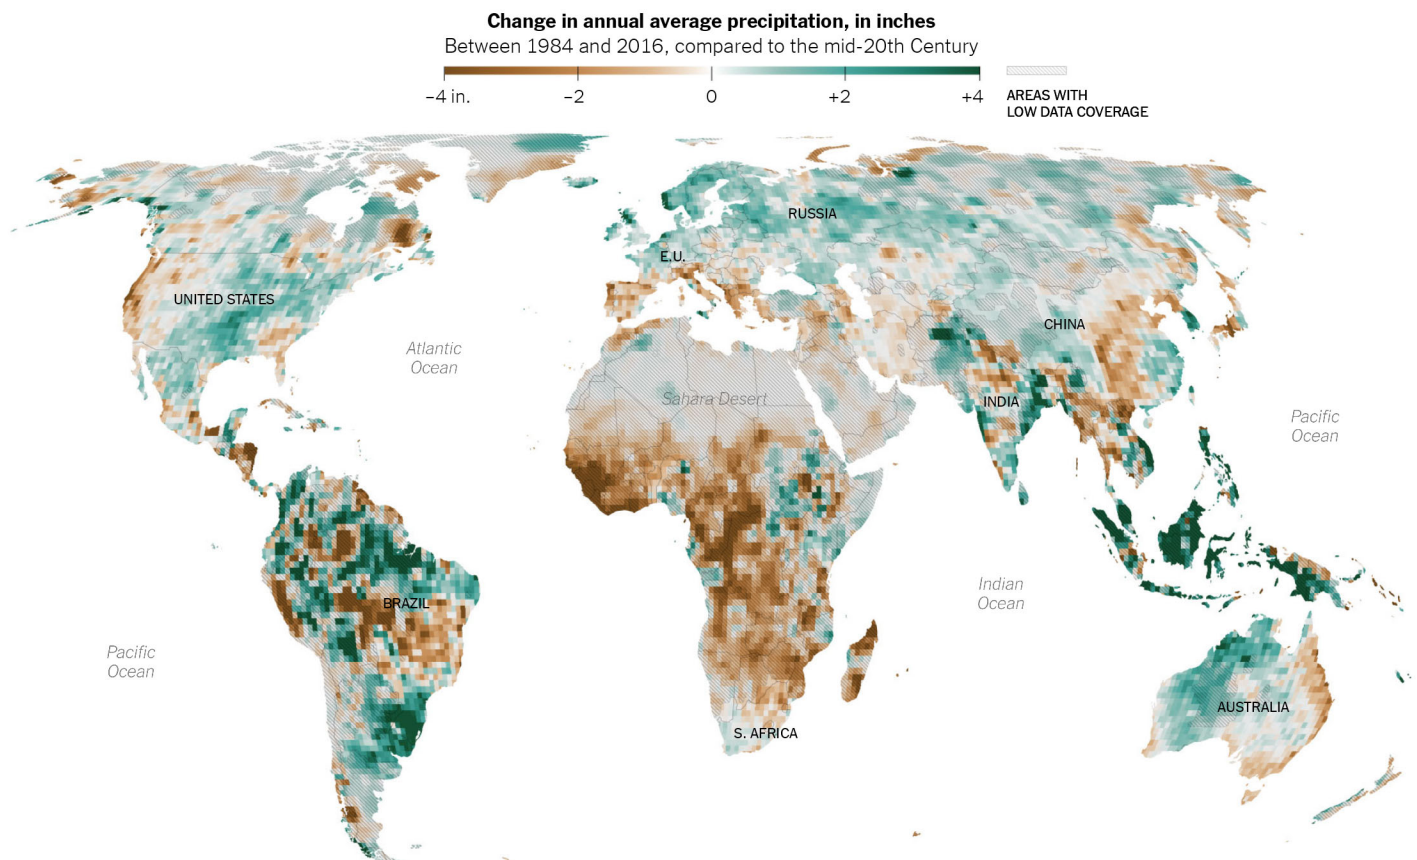 Change in annual average precipitation, in inches
Between 1984 and 2016, compared to the mid-20th Century
–4 in.
–2
0
+2
+4
AREAS WITH
LOW DATA COVERAGE
RUSSIA
E.U.
UNITED STATES
CHINA
Atlantic
Ocean
Sahara Desert
INDIA
Pacific
Ocean
Indian
Ocean
BRAZIL
Pacific
Ocean
AUSTRALIA
S. AFRICA